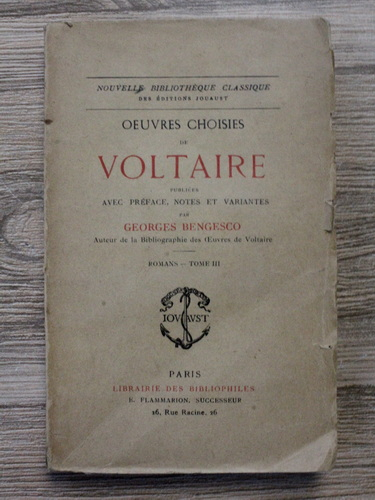 NOUVELLE BIBLIOTHÈQUE CLASSIQUE
DES ÉDITIONS JOUAUST
OEUVRES CHOISIES
DE
VOLTAIRE
PUBLIÉES
AVEC PRÉFACE, NOTES ET VARIANTES
PAR
GEORGES BENGESCO
Auteur de la Bibliographie des Œuvres de Voltaire
ROMANS — TOME III
IOVAVST
PARIS
LIBRAIRIE DES BIBLIOPHILES
E. FLAMMARION, SUCCESSEUR
26, Rue Racine, 26